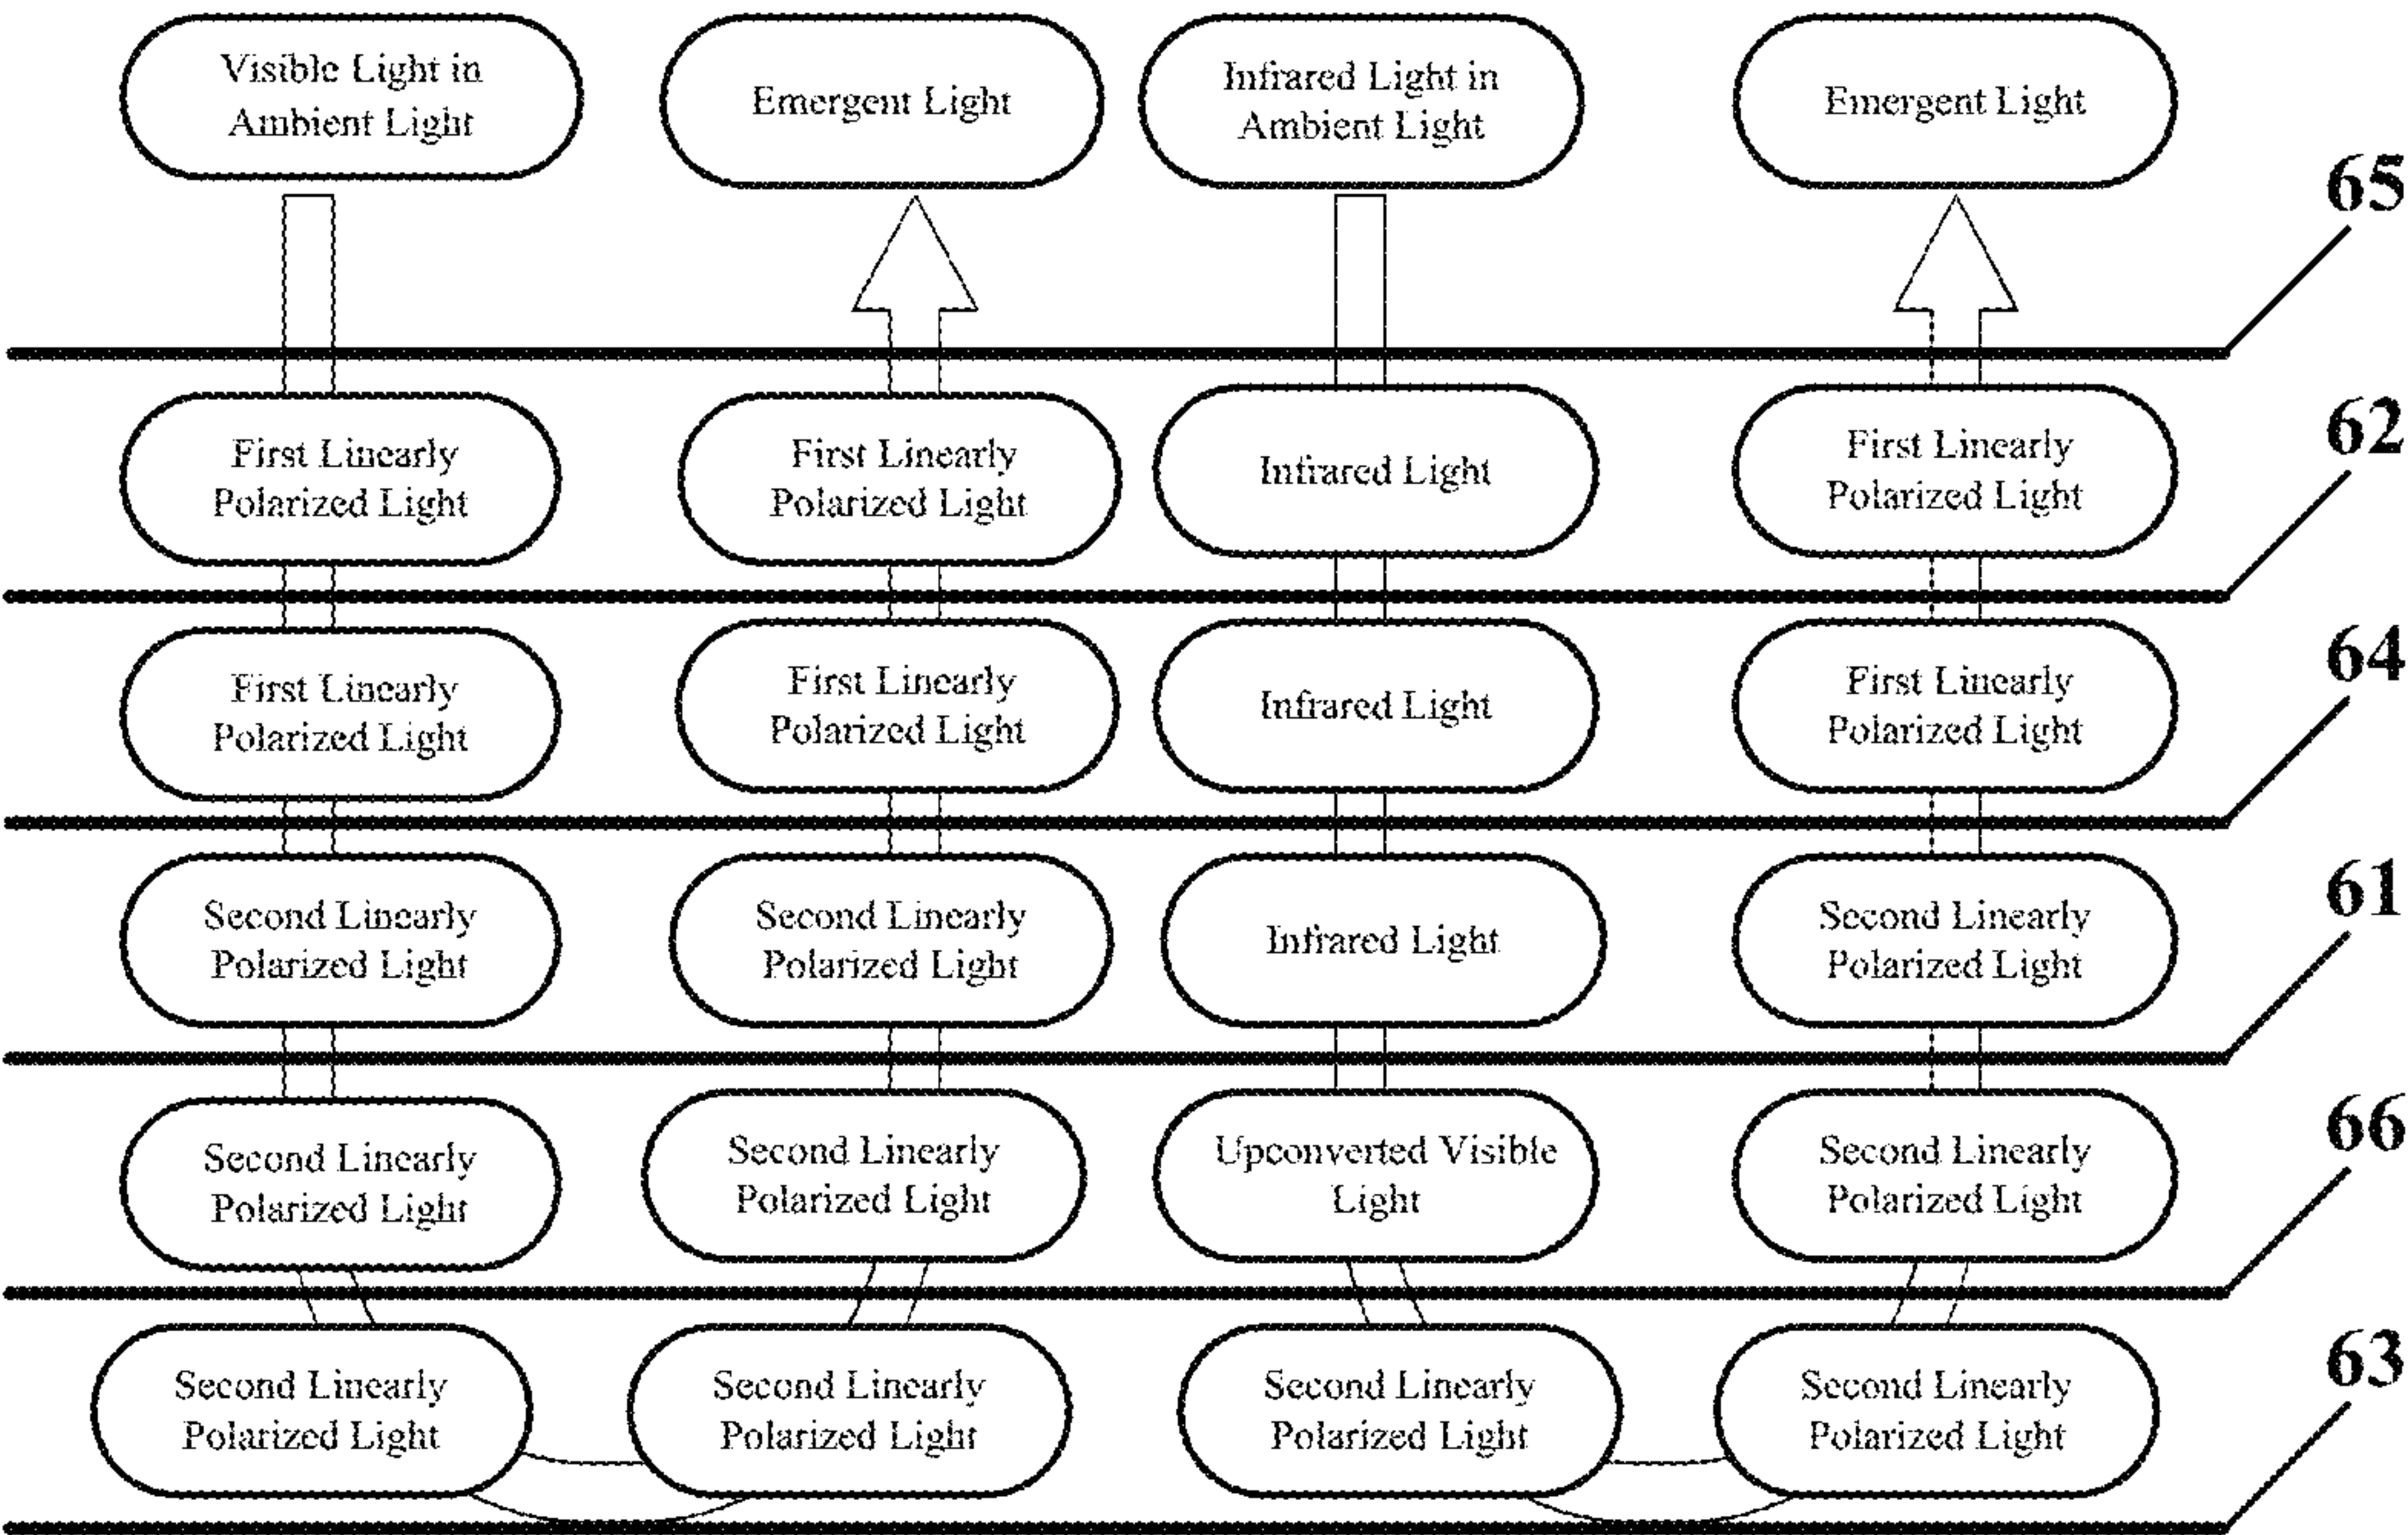 Visible Light in
Ambient Light
Emergent Light
Infrared Light in
Ambient Light
Emergent Light
65
First Linearly
Polarized Light
First Linearly
Polarized Light
Infrared Light
First Linearly
Polarized Light
62
First Linearly
Polarized Light
First Linearly
Polarized Light
Infrared Light
First Linearly
Polarized Light
64
Second Linearly
Polarized Light
Second Linearly
Polarized Light
Infrared Light
Second Linearly
Polarized Light
61
Second Linearly
Polarized Light
Second Linearly
Polarized Light
Upconverted Visible
Light
Second Linearly
Polarized Light
66
Second Linearly
Polarized Light
Second Linearly
Polarized Light
Second Linearly
Polarized Light
Second Linearly
Polarized Light
63